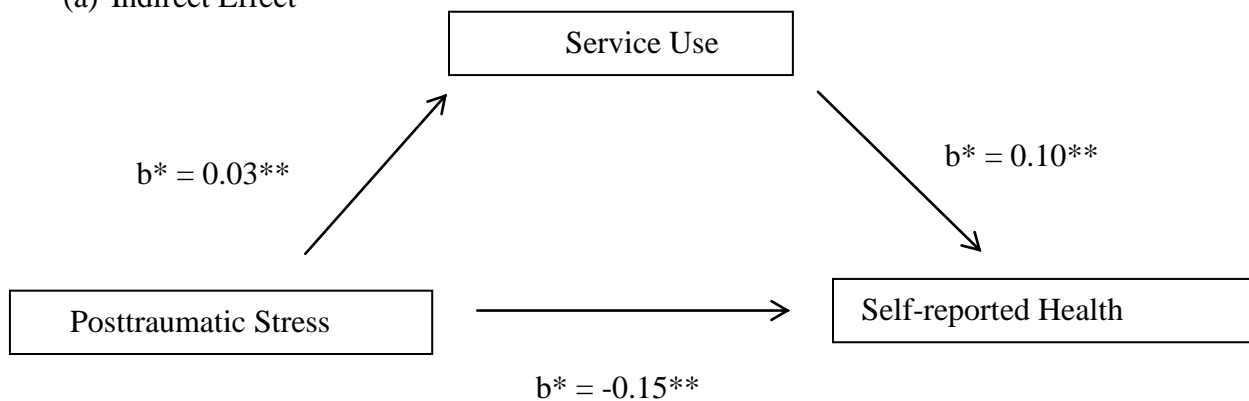 (a) Indirect Effect
Service Use
b* = 0.03**
b* = 0.10**
Posttraumatic Stress
Self-reported Health
b* = -0.15**